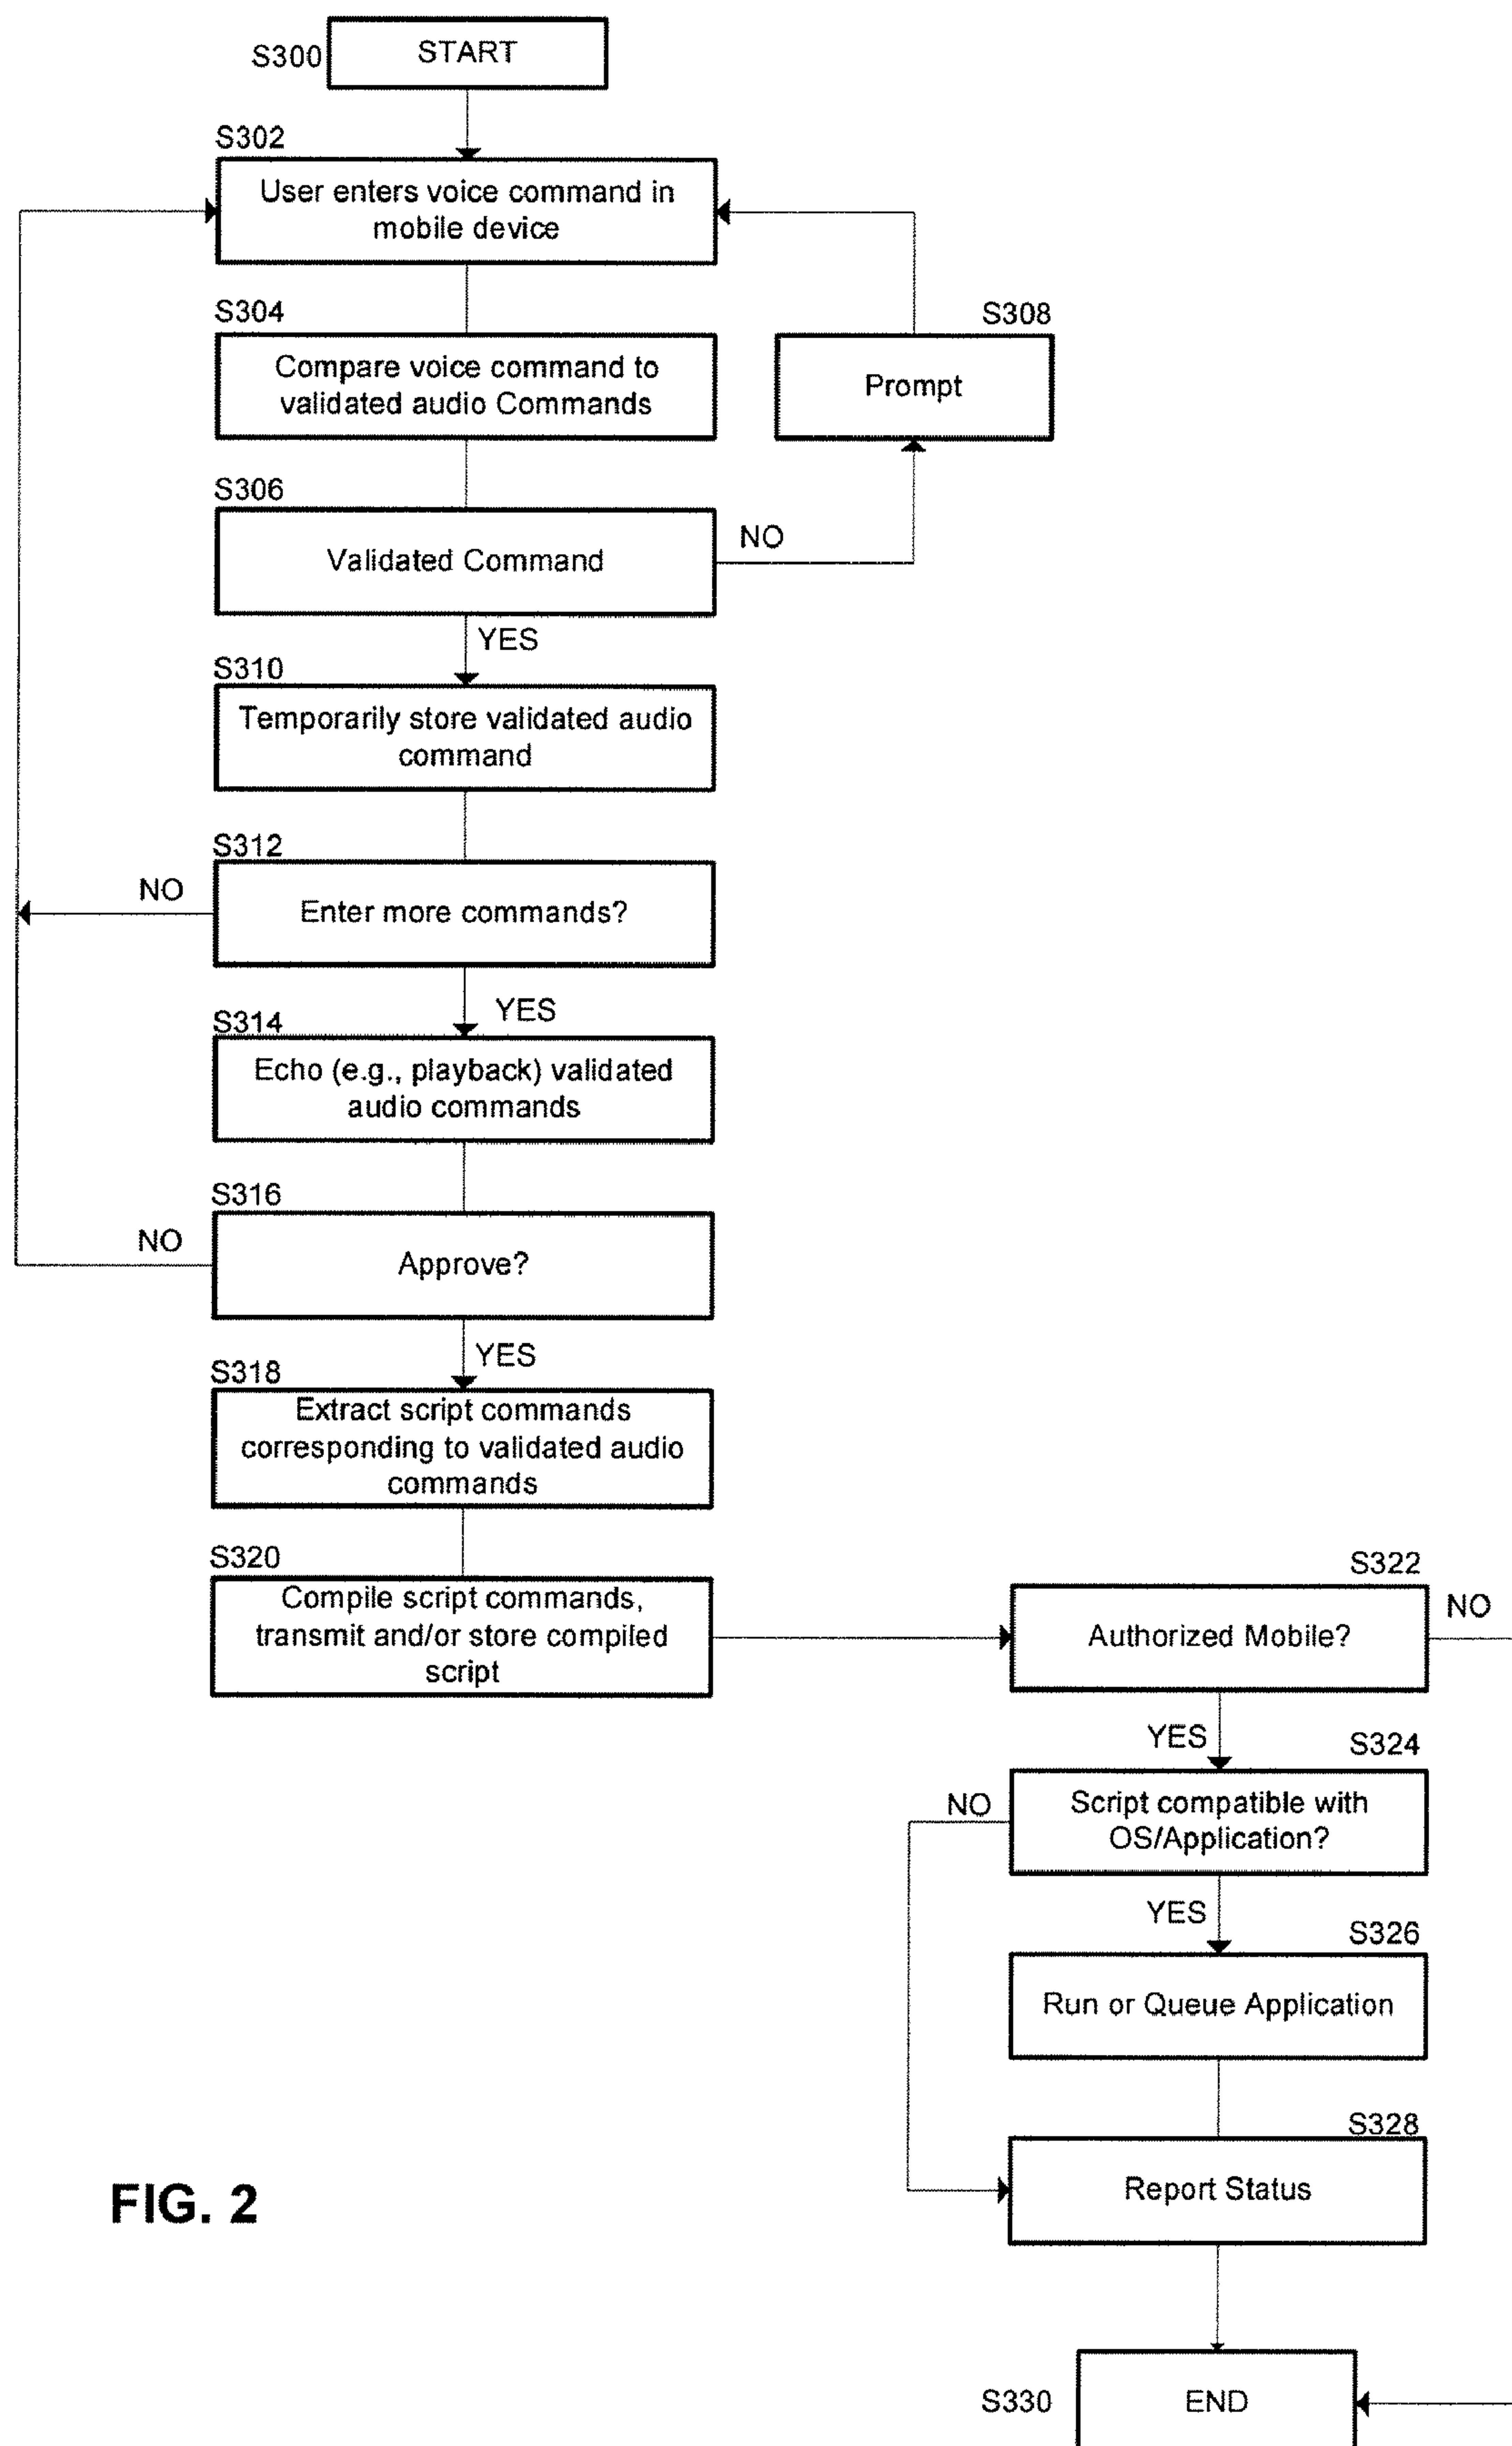 S300
START
S302
User enters voice command in
mobile device
S304
Compare voice command to
validated audio Commands
S308
Prompt
S306
Validated Command
NO
YES
S310
Temporarily store validated audio
command
S312
Enter more commands?
NO
YES
S314
Echo (e.g., playback) validated
audio commands
S316
Approve?
NO
YES
S318
Extract script commands
corresponding to validated audio
commands
S320
Compile script commands,
transmit and/or store compiled
script
S322
Authorized Mobile?
NO
YES
S324
Script compatible with
OS/Application?
NO
YES
S326
Run or Queue Application
S328
Report Status
S330
END
FIG. 2